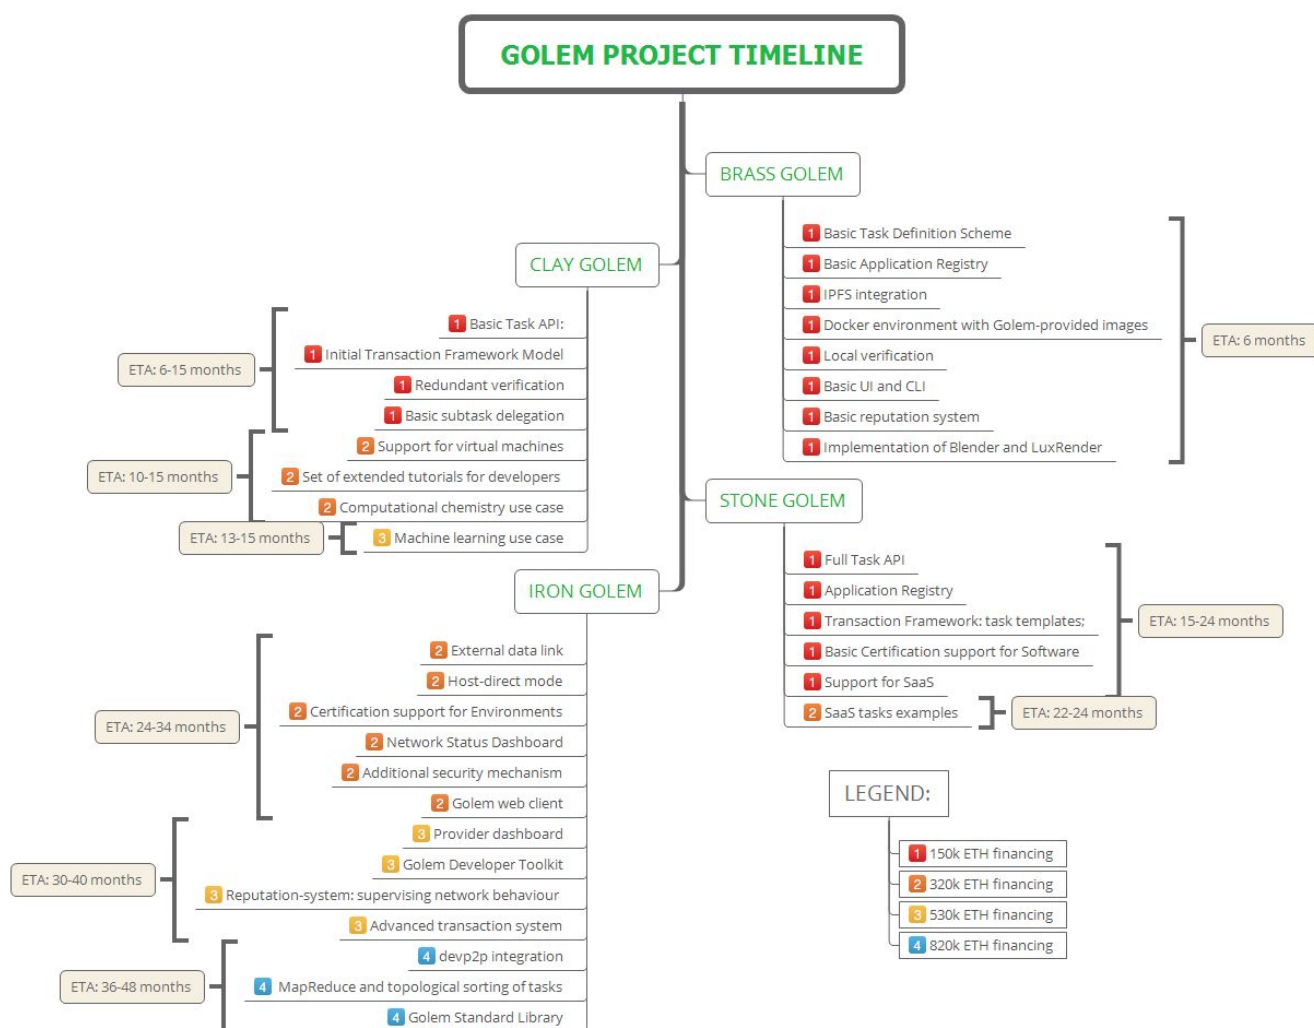 GOLEM PROJECT TIMELINE
BRASS GOLEM
1 Basic Task Definition Scheme
1 Basic Application Registry
1 IPFS integration
1 Docker environment with Golem-provided images
1 Local verification
1 Basic UI and CLI
1 Basic reputation system
1 Implementation of Blender and LuxRender
ETA: 6 months
CLAY GOLEM
1 Basic Task API:
1 Initial Transaction Framework Model
1 Redundant verification
1 Basic subtask delegation
ETA: 6-15 months
2 Support for virtual machines
2 Set of extended tutorials for developers
2 Computational chemistry use case
ETA: 10-15 months
3 Machine learning use case
ETA: 13-15 months
STONE GOLEM
1 Full Task API
1 Application Registry
1 Transaction Framework: task templates;
1 Basic Certification support for Software
1 Support for SaaS
ETA: 15-24 months
2 SaaS tasks examples
ETA: 22-24 months
IRON GOLEM
2 External data link
2 Host-direct mode
2 Certification support for Environments
2 Network Status Dashboard
2 Additional security mechanism
2 Golem web client
ETA: 24-34 months
3 Provider dashboard
3 Golem Developer Toolkit
3 Reputation-system: supervising network behaviour
3 Advanced transaction system
ETA: 30-40 months
4 devp2p integration
4 MapReduce and topological sorting of tasks
4 Golem Standard Library
ETA: 36-48 months
LEGEND:
1 150k ETH financing
2 320k ETH financing
3 530k ETH financing
4 820k ETH financing